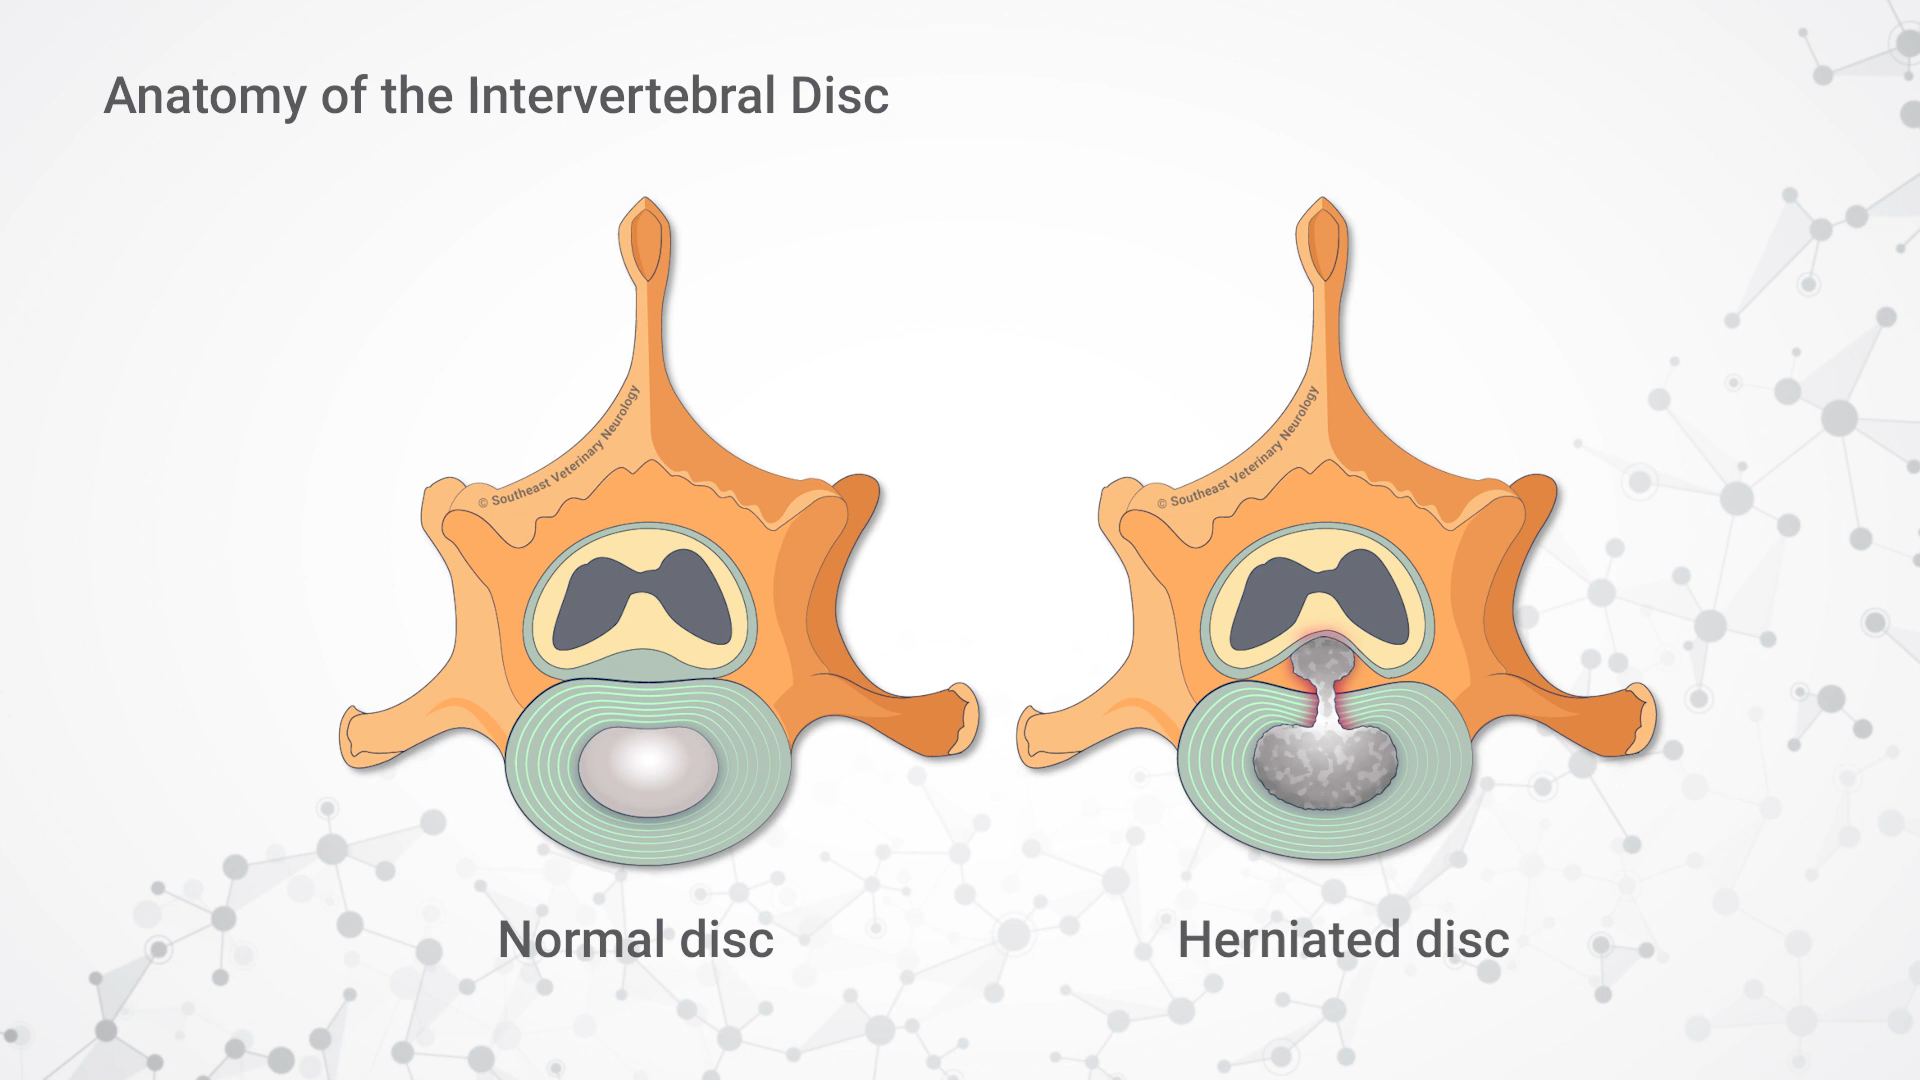 Anatomy of the Intervertebral Disc
© Southeast Veterinary Neurology
© Southeast Veterinary Neurology
Normal disc
Herniated disc